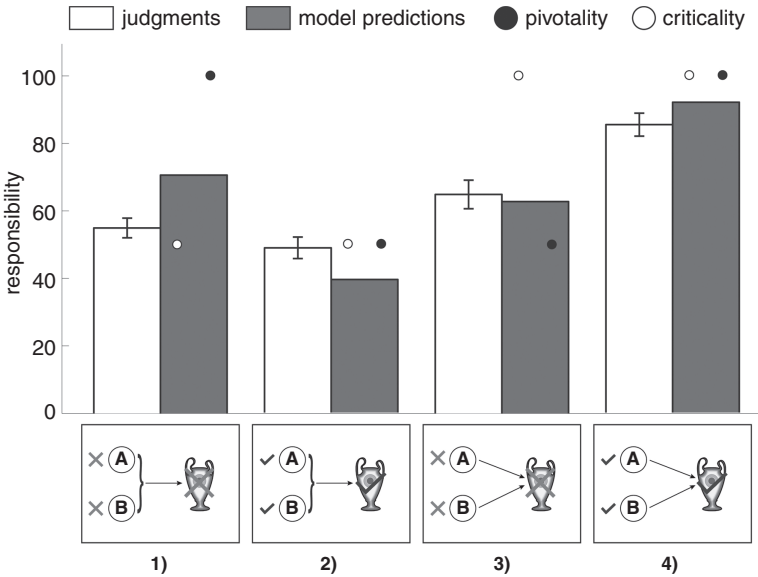 judgments model predictions pivotality criticality
responsibility
100
80
60
40
20
0
A A A A
B B B B
1) 2) 3) 4)